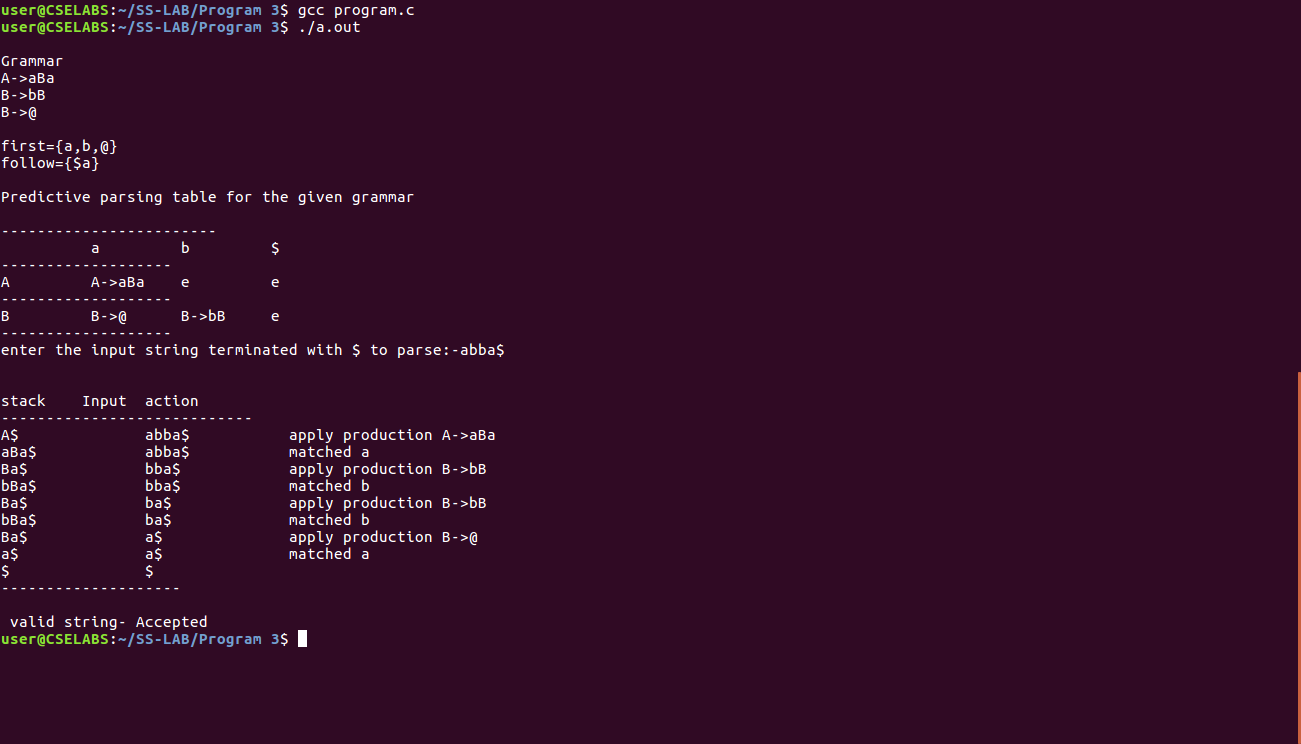 user@CSELABS:~/SS-LAB/Program 3$ gcc program.c
user@CSELABS:~/SS-LAB/Program 3$ ./a.out
Grammar
A->aBa
B->bB
B->@
first={a,b,@}
follow={$a}
Predictive parsing table for the given grammar
------------------------
a b $
-------------------
A A->aBa e e
-------------------
B B->@ B->bB e
-------------------
enter the input string terminated with $ to parse:-abba$
stack Input action
----------------------------
A$ abba$ apply production A->aBa
aBa$ abba$ matched a
Ba$ bba$ apply production B->bB
bBa$ bba$ matched b
Ba$ ba$ apply production B->bB
bBa$ ba$ matched b
Ba$ a$ apply production B->@
a$ a$ matched a
$ $
--------------------
valid string- Accepted
user@CSELABS:~/SS-LAB/Program 3$